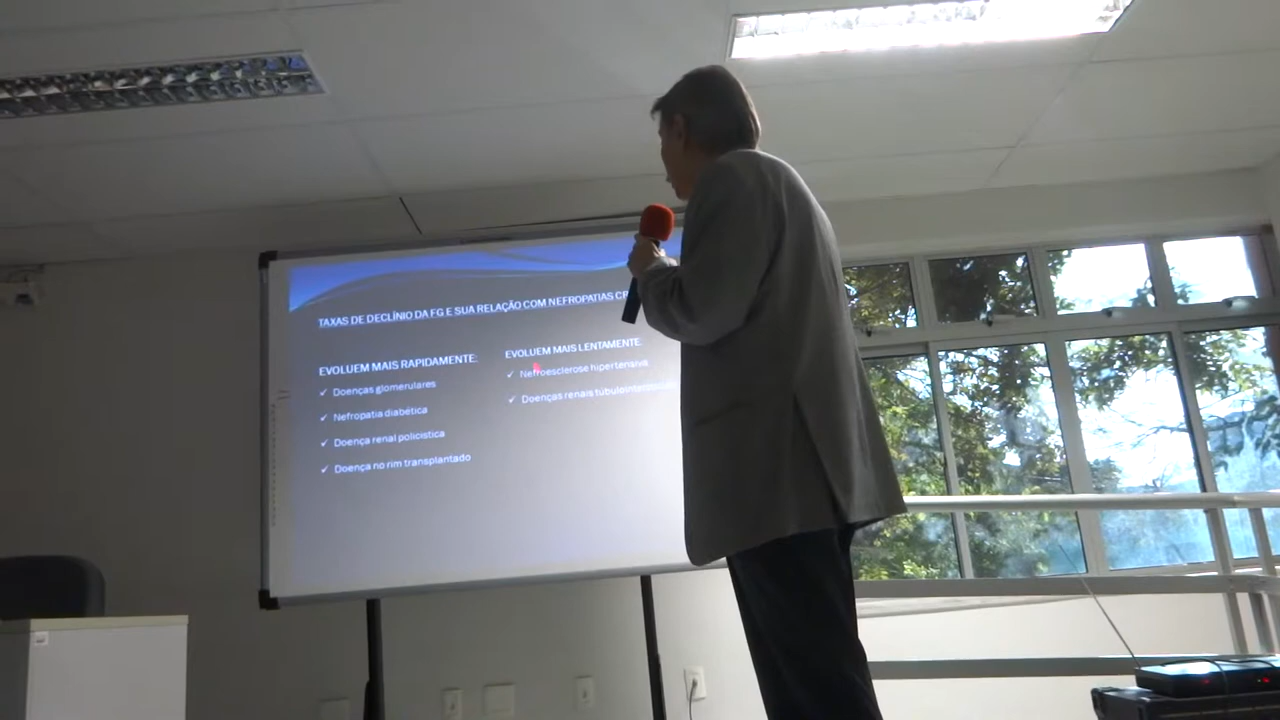 TAXAS DE DECLÍNIO DA FG E SUA RELAÇÃO COM NEFROPATIAS
EVOLUEM MAIS RAPIDAMENTE:
✓ Doenças glomerulares
✓ Nefropatia diabética
✓ Doença renal policística
✓ Doença no rim transplantado
EVOLUEM MAIS LENTAMENTE:
✓ Nefroesclerose hipertensiva
✓ Doenças renais